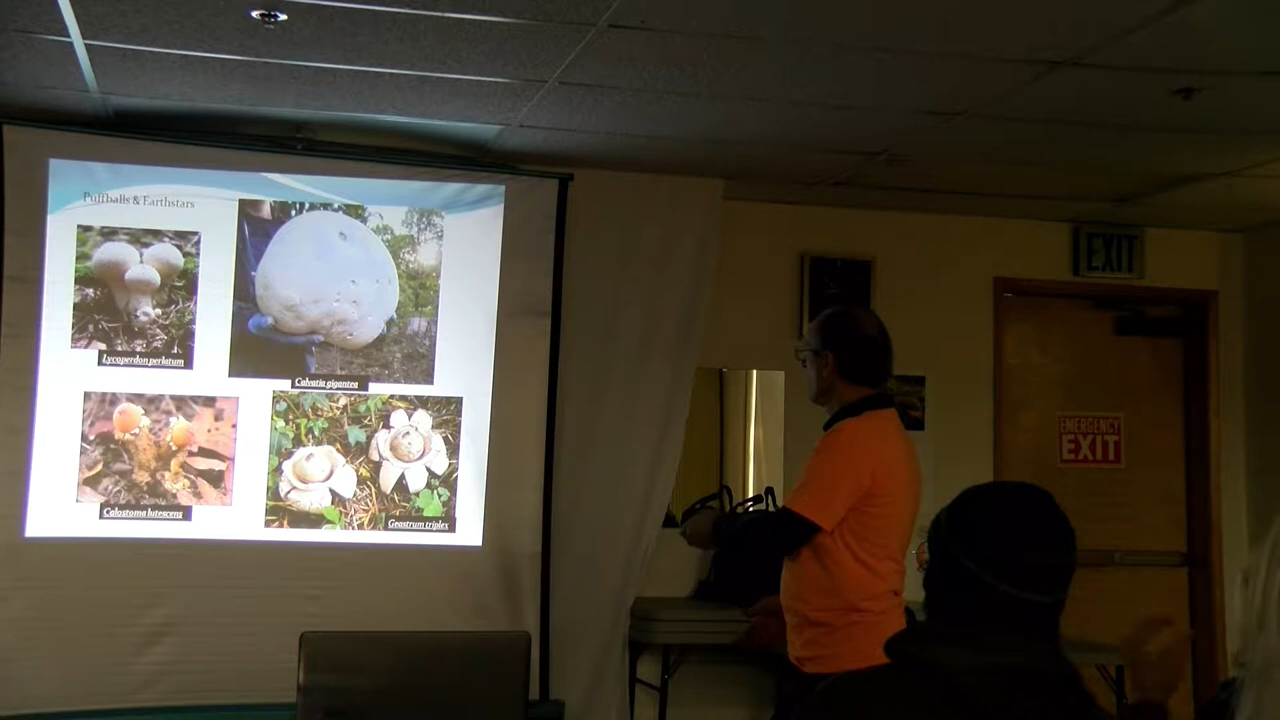 Puffballs & Earthstars
Lycoperdon perlatum
Calvatia gigantea
Calostoma lutescens
Geastrum triplex
EXIT
EMERGENCY
EXIT